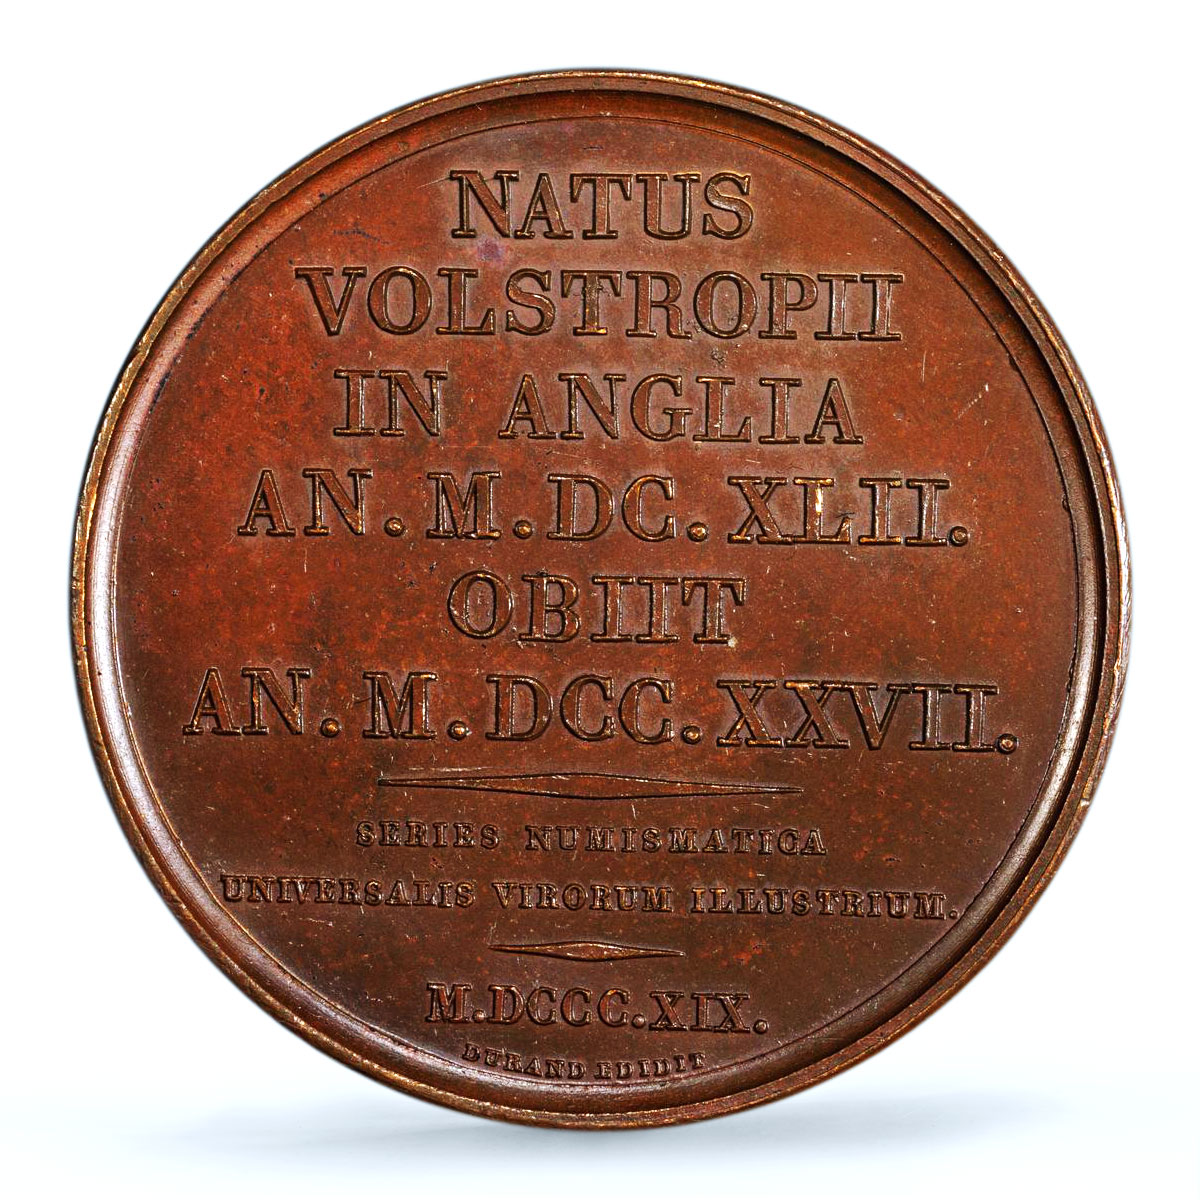 NATUS
VOLSTROPII
IN ANGLIA
AN. M. DC. XLII.
OBIIT
AN. M. DCC. XXVII.
SERIES NUMISMATICA
UNIVERSALIS VIRORUM ILLUSTRIUM.
M.DCCC.XIX.
DURAND EDIDIT